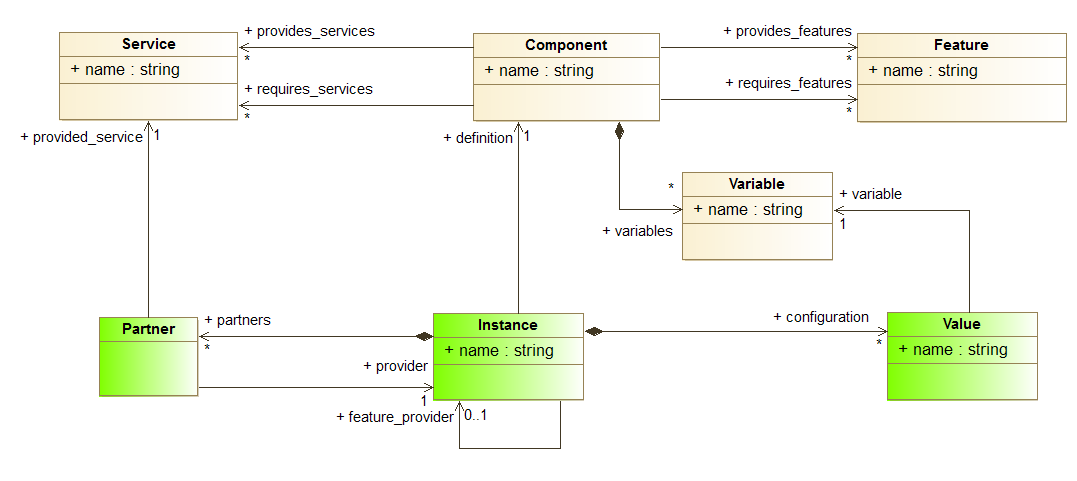 Service
+ name : string
+ provides_services
*
+ requires_services
*
Component
+ name : string
+ provides_features
*
+ requires_features
*
Feature
+ name : string
+ provided_service
1
+ definition
1
*
+ variables
Variable
+ name : string
+ variable
1
Partner
+ partners
*
+ provider
1
Instance
+ name : string
+ feature_provider
0..1
+ configuration
*
Value
+ name : string